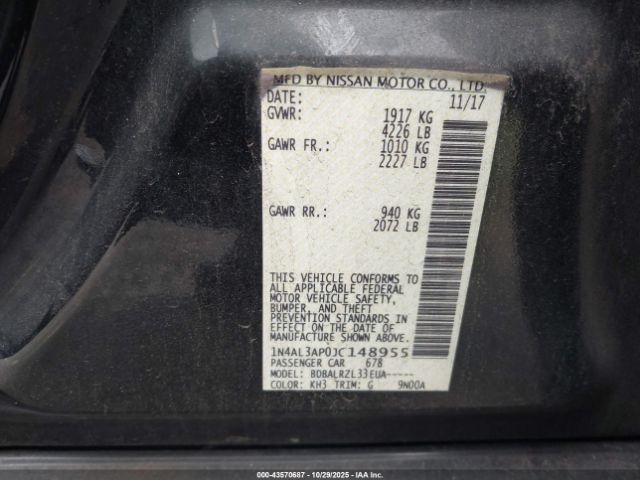 MFD BY NISSAN MOTOR CO., LTD.
DATE: 11/17
GVWR: 1917 KG
4226 LB
GAWR FR.: 1010 KG
2227 LB
GAWR RR.: 940 KG
2072 LB
THIS VEHICLE CONFORMS TO
ALL APPLICABLE FEDERAL
MOTOR VEHICLE SAFETY,
BUMPER, AND THEFT
PREVENTION STANDARDS IN
EFFECT ON THE DATE OF
MANUFACTURE SHOWN ABOVE.
1N4AL3AP0JC148955
PASSENGER CAR 678
MODEL: BDBALRZL33EUA-----
COLOR: KH3 TRIM: G 9N00A
00-43570687 * 10/29/2025 * Copyright IAA, Inc.